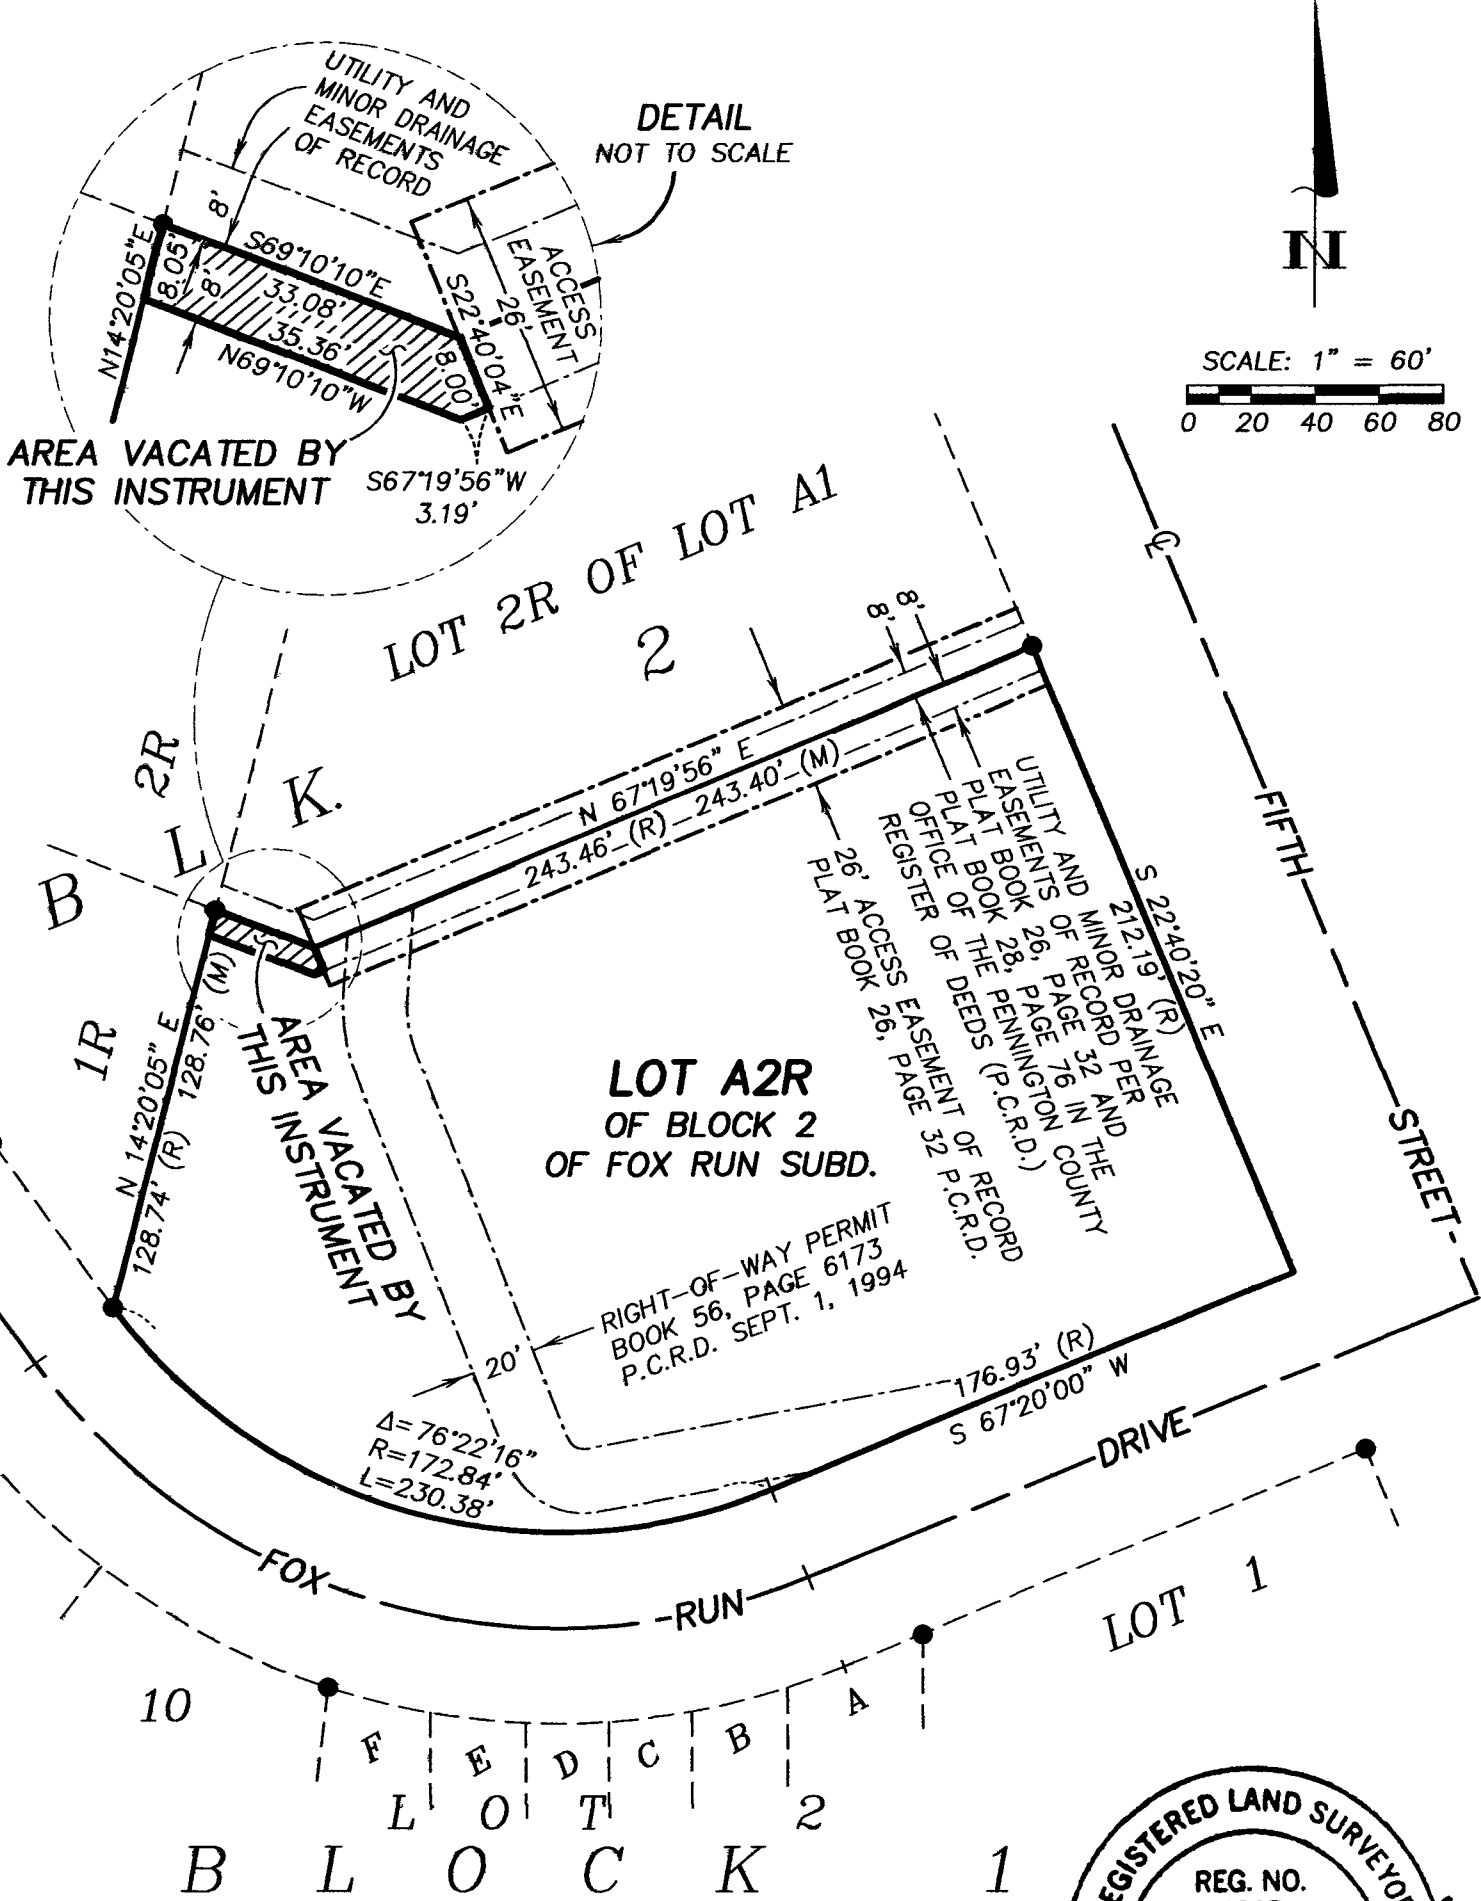 UTILITY AND
MINOR DRAINAGE
EASEMENTS
OF RECORD
DETAIL
NOT TO SCALE
8'
S69°10'10"E
33.08'
8.05'
8'
35.36'
N69°10'10"W
N14°20'05"E
S22°40'04"E
8.00'
26'
ACCESS
EASEMENT
AREA VACATED BY
THIS INSTRUMENT
S67°19'56"W
3.19'
N
SCALE: 1" = 60'
0 20 40 60 80
LOT 2R OF LOT A1
2
8'
8'
℄
2R
B L K.
N 67°19'56" E
243.46' (R) 243.40' (M)
FIFTH
STREET
S 22°40'20" E
212.19' (R)
UTILITY AND MINOR DRAINAGE
EASEMENTS OF RECORD PER
PLAT BOOK 26, PAGE 32 AND
PLAT BOOK 28, PAGE 76 IN THE
OFFICE OF THE PENNINGTON COUNTY
REGISTER OF DEEDS (P.C.R.D.)
26' ACCESS EASEMENT OF RECORD
PLAT BOOK 26, PAGE 32 P.C.R.D.
1R
N 14°20'05" E
128.74' (R) 128.76' (M)
AREA VACATED BY
THIS INSTRUMENT
LOT A2R
OF BLOCK 2
OF FOX RUN SUBD.
RIGHT-OF-WAY PERMIT
BOOK 56, PAGE 6173
P.C.R.D. SEPT. 1, 1994
20'
176.93' (R)
S 67°20'00" W
Δ=76°22'16"
R=172.84'
L=230.38'
FOX RUN DRIVE
LOT 1
10
F E D C B A
L O T 2
B L O C K 1
REGISTERED LAND SURVEYOR
REG. NO.